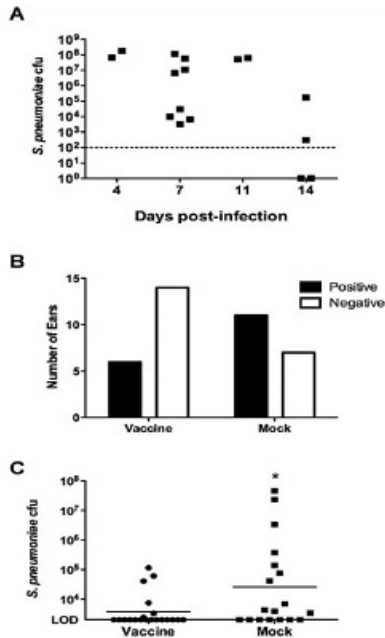 A
S. pneumoniae cfu
10⁹
10⁸
10⁷
10⁶
10⁵
10⁴
10³
10²
10¹
10⁰
4 7 11 14
Days post-infection
B
Number of Ears
15
10
5
0
Positive
Negative
Vaccine Mock
C
S. pneumoniae cfu
*
10⁸
10⁷
10⁶
10⁴
10⁴
LOD
Vaccine Mock